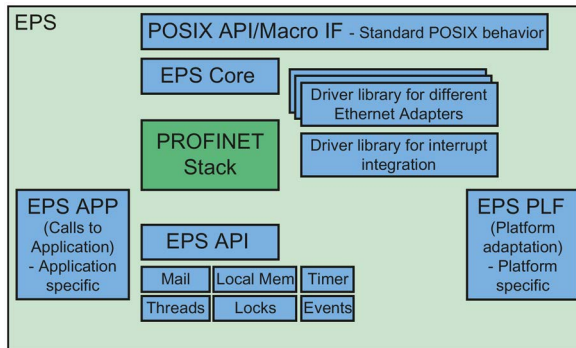 EPS
POSIX API/Macro IF - Standard POSIX behavior
EPS Core
Driver library for different
Ethernet Adapters
PROFINET
Stack
Driver library for interrupt
integration
EPS APP
(Calls to
Application)
- Application
specific
EPS PLF
(Platform
adaptation)
- Platform
specific
EPS API
Mail Local Mem Timer
Threads Locks Events